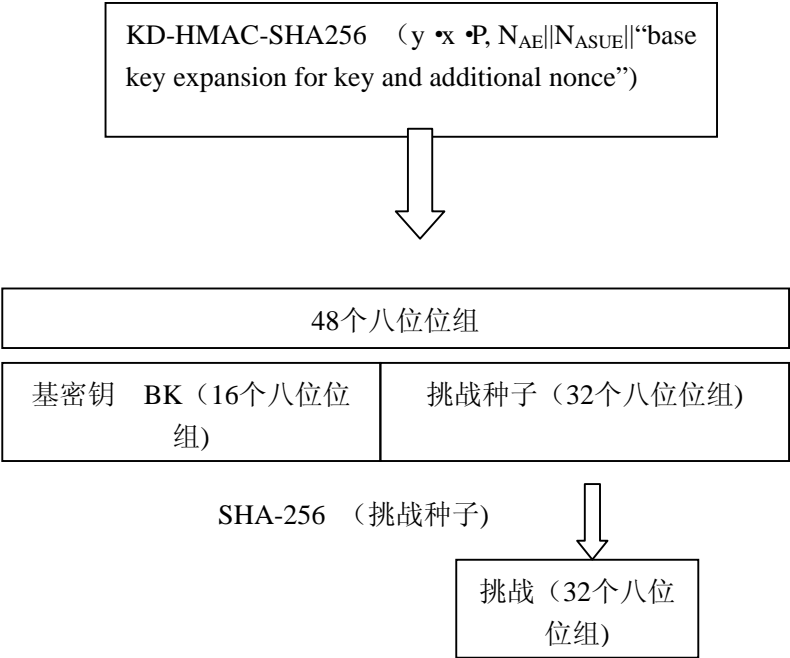 KD-HMAC-SHA256 （y •x •P, N_AE||N_ASUE||“base
key expansion for key and additional nonce”)
48个八位位组
基密钥 BK（16个八位位
组)
挑战种子（32个八位位组)
SHA-256 （挑战种子)
挑战（32个八位
位组)